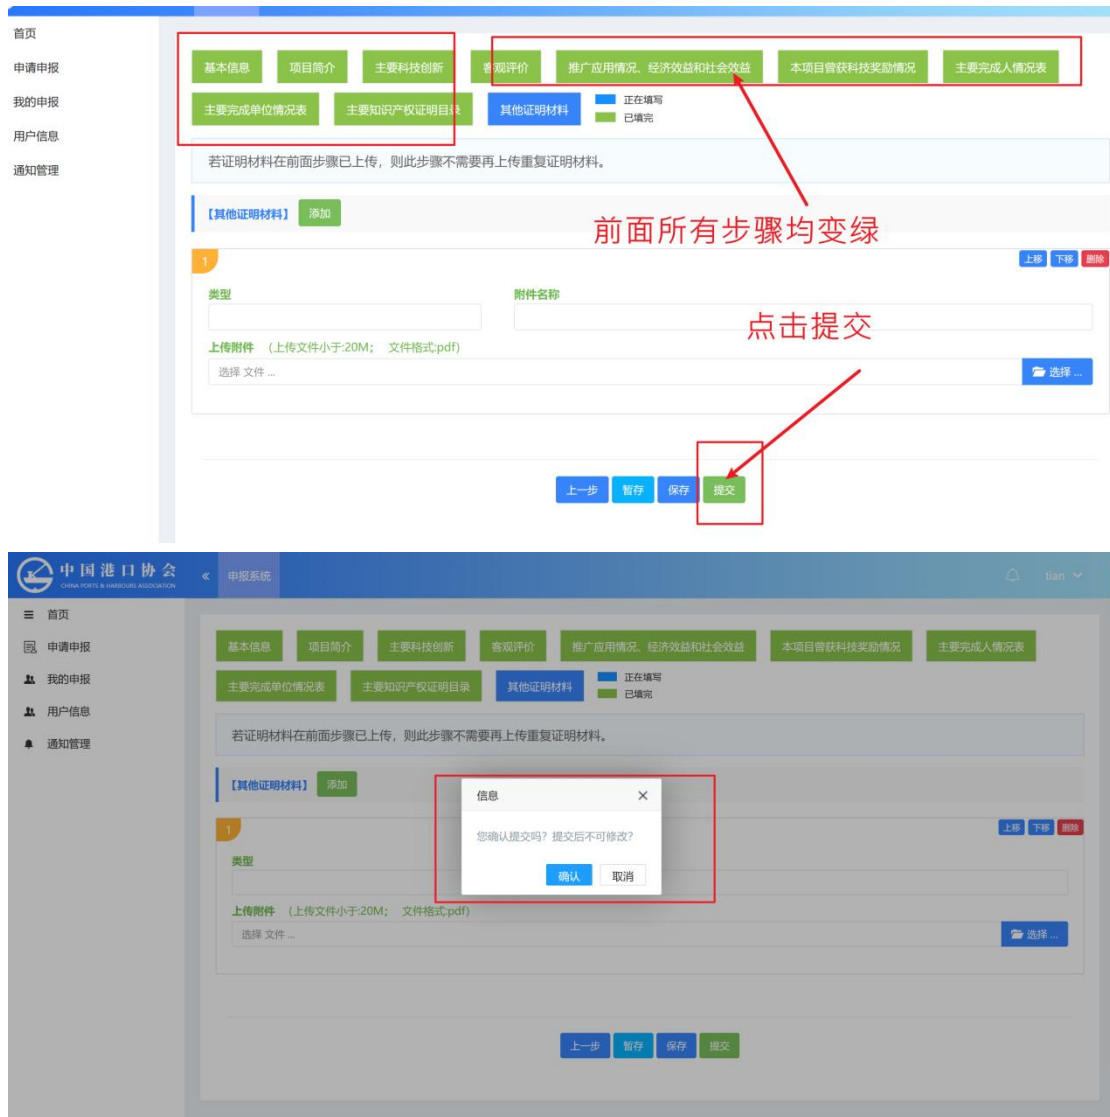 首页
申请申报
我的申报
用户信息
通知管理
基本信息 项目简介 主要科技创新 客观评价 推广应用情况、经济效益和社会效益 本项目曾获科技奖励情况 主要完成人情况表
主要完成单位情况表 主要知识产权证明目录 其他证明材料 正在填写
已填完
若证明材料在前面步骤已上传，则此步骤不需要再上传重复证明材料。
【其他证明材料】 添加
前面所有步骤均变绿
1 上移 下移 删除
类型 附件名称
点击提交
上传附件 （上传文件小于:20M； 文件格式:pdf)
选择 文件 ... 选择 ...
上一步 暂存 保存 提交
中国港口协会
CHINA PORTS & HARBOURS ASSOCIATION
« 申报系统 tian
首页
申请申报
我的申报
用户信息
通知管理
基本信息 项目简介 主要科技创新 客观评价 推广应用情况、经济效益和社会效益 本项目曾获科技奖励情况 主要完成人情况表
主要完成单位情况表 主要知识产权证明目录 其他证明材料 正在填写
已填完
若证明材料在前面步骤已上传，则此步骤不需要再上传重复证明材料。
【其他证明材料】 添加
信息
您确认提交吗？提交后不可修改?
确认 取消
1 上移 下移 删除
类型
上传附件 （上传文件小于:20M； 文件格式:pdf)
选择 文件 ... 选择 ...
上一步 暂存 保存 提交